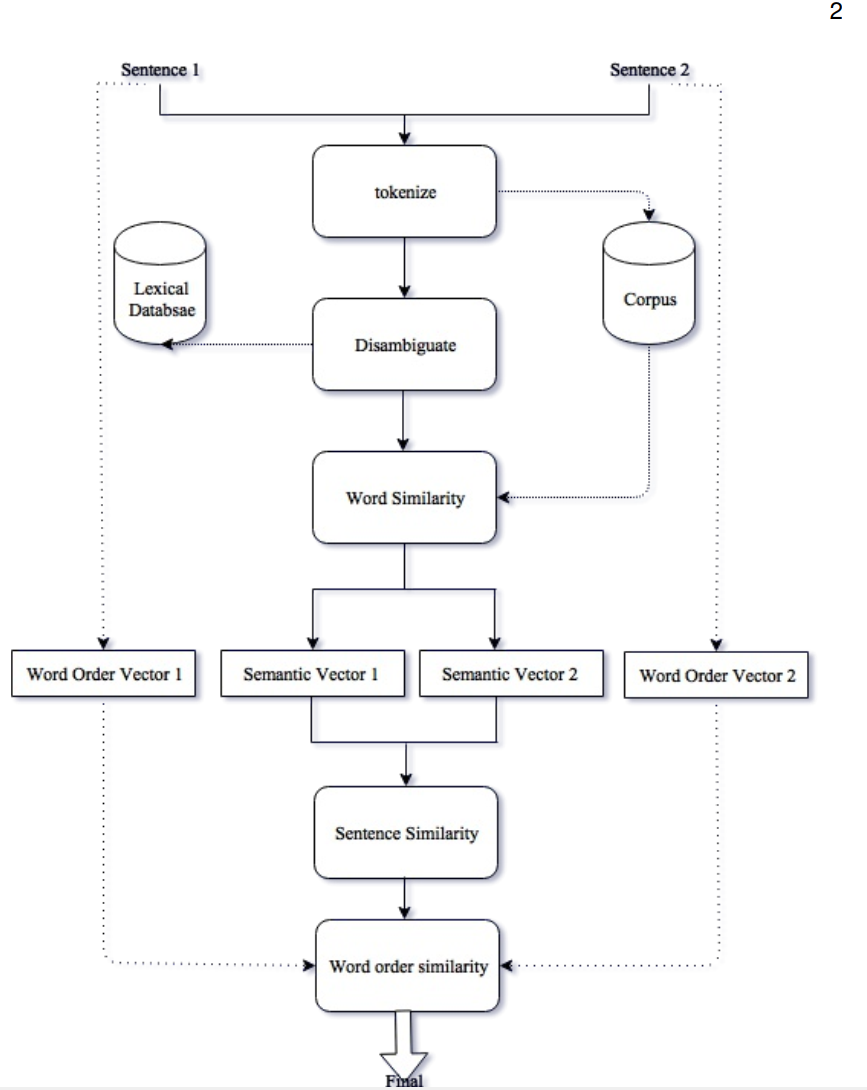 2
Sentence 1
Sentence 2
tokenize
Lexical
Databsae
Corpus
Disambiguate
Word Similarity
Word Order Vector 1
Semantic Vector 1
Semantic Vector 2
Word Order Vector 2
Sentence Similarity
Word order similarity
Final